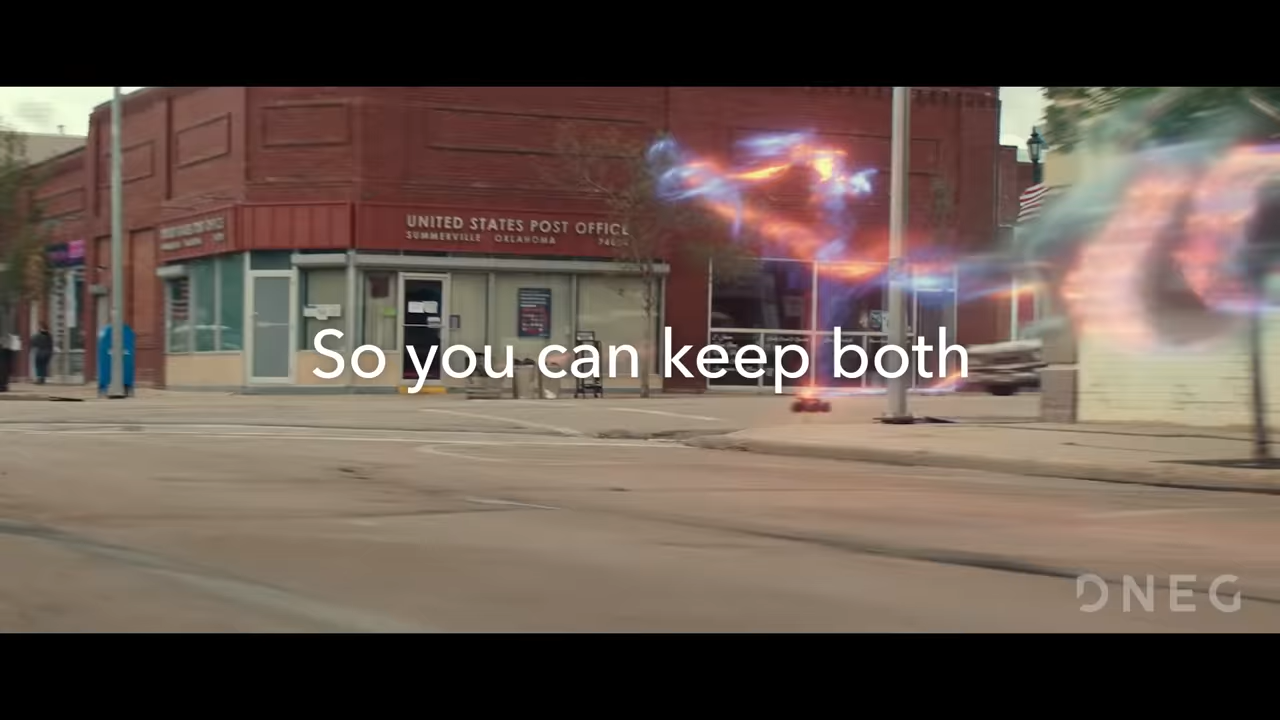 UNITED STATES POST OFFICE
SUMMERVILLE OKLAHOMA
So you can keep both
DNEG